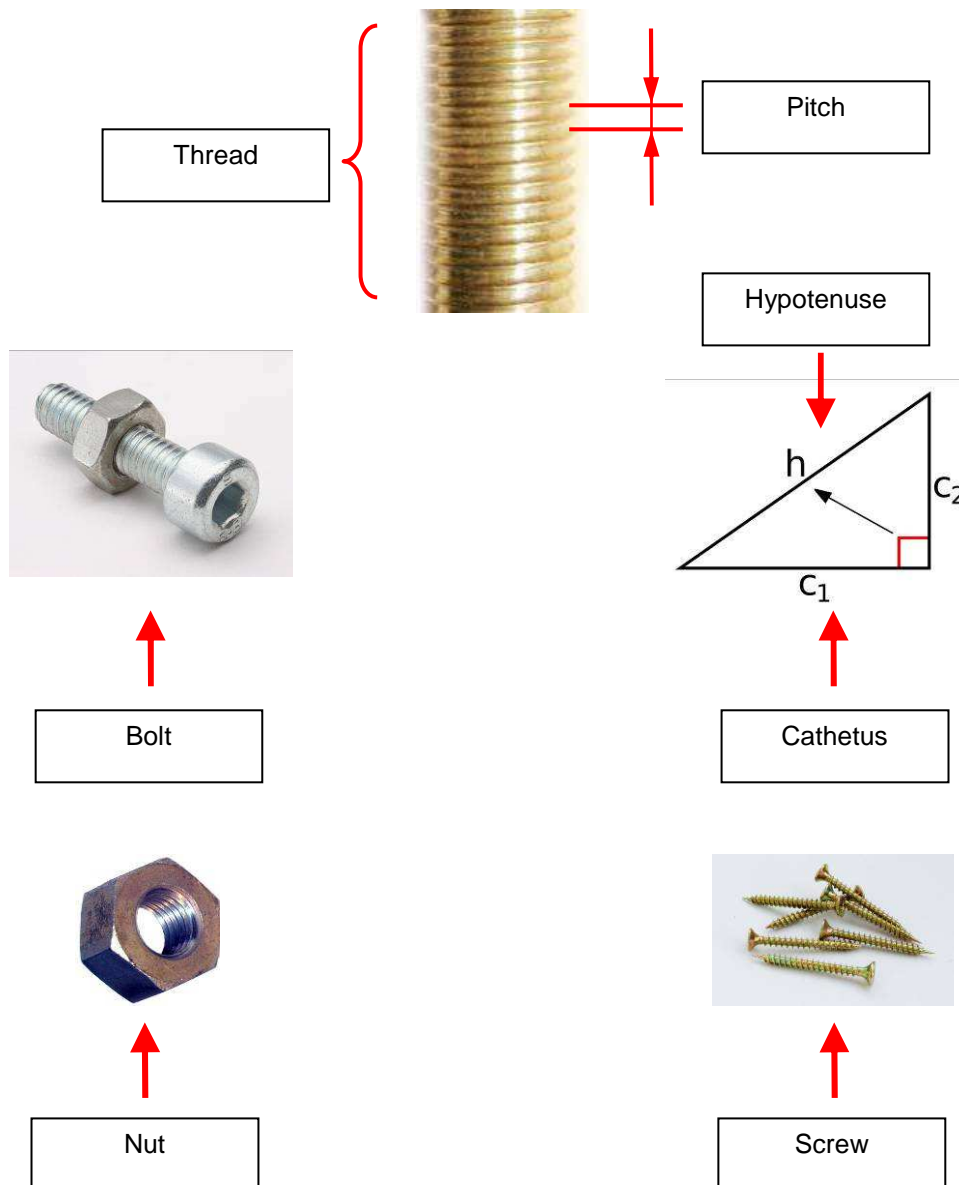 Pitch
Thread
Hypotenuse
h
c2
c1
Bolt
Cathetus
Nut
Screw